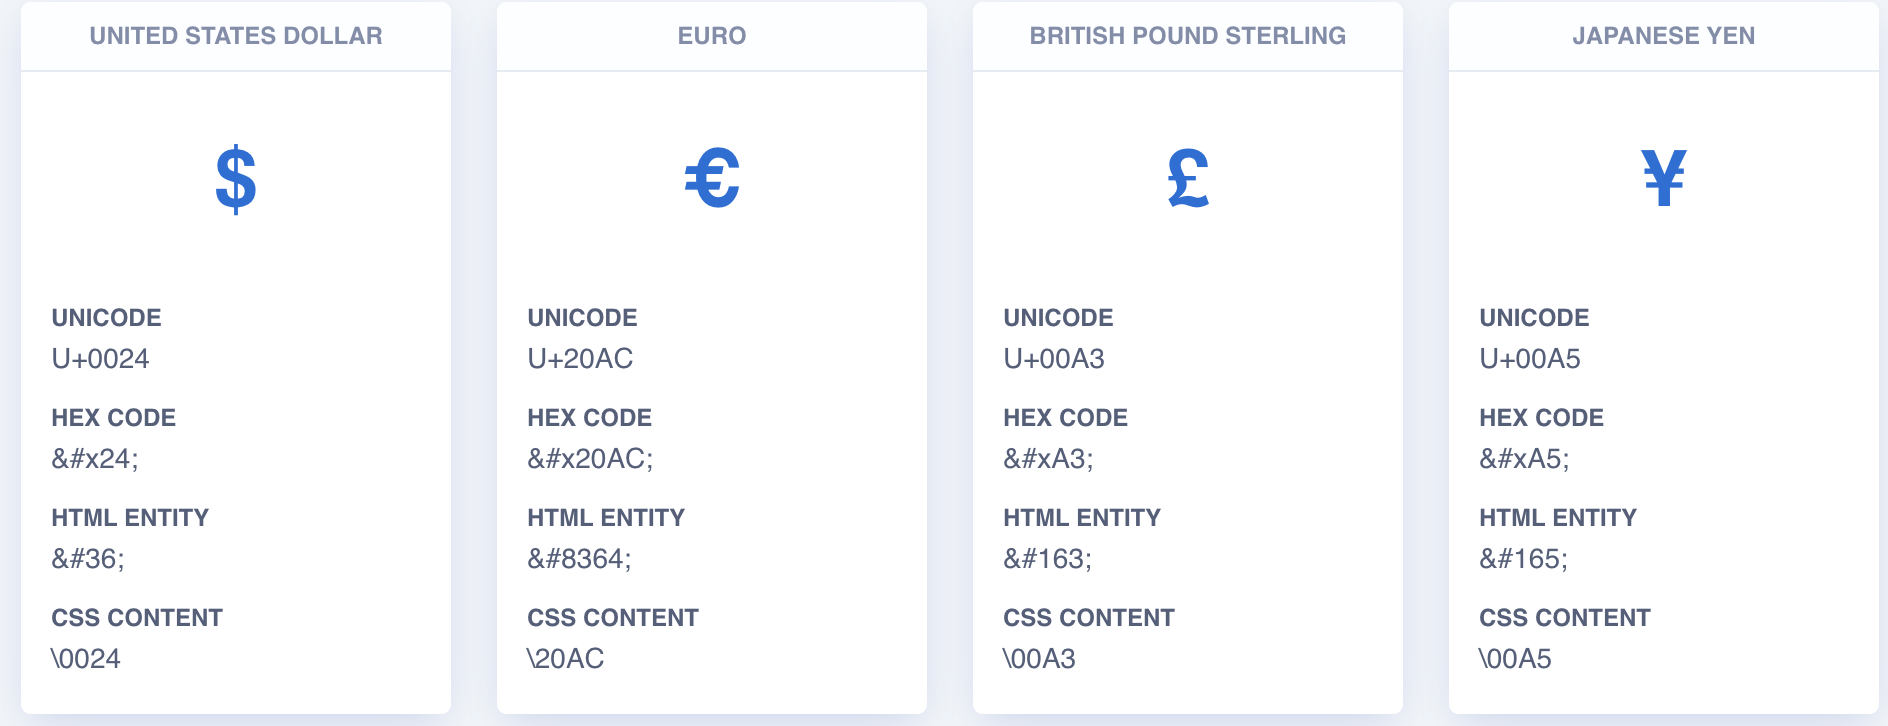 UNITED STATES DOLLAR
$
UNICODE
U+0024
HEX CODE
&#x24;
HTML ENTITY
&#36;
CSS CONTENT
\0024
EURO
€
UNICODE
U+20AC
HEX CODE
&#x20AC;
HTML ENTITY
&#8364;
CSS CONTENT
\20AC
BRITISH POUND STERLING
£
UNICODE
U+00A3
HEX CODE
&#xA3;
HTML ENTITY
&#163;
CSS CONTENT
\00A3
JAPANESE YEN
¥
UNICODE
U+00A5
HEX CODE
&#xA5;
HTML ENTITY
&#165;
CSS CONTENT
\00A5